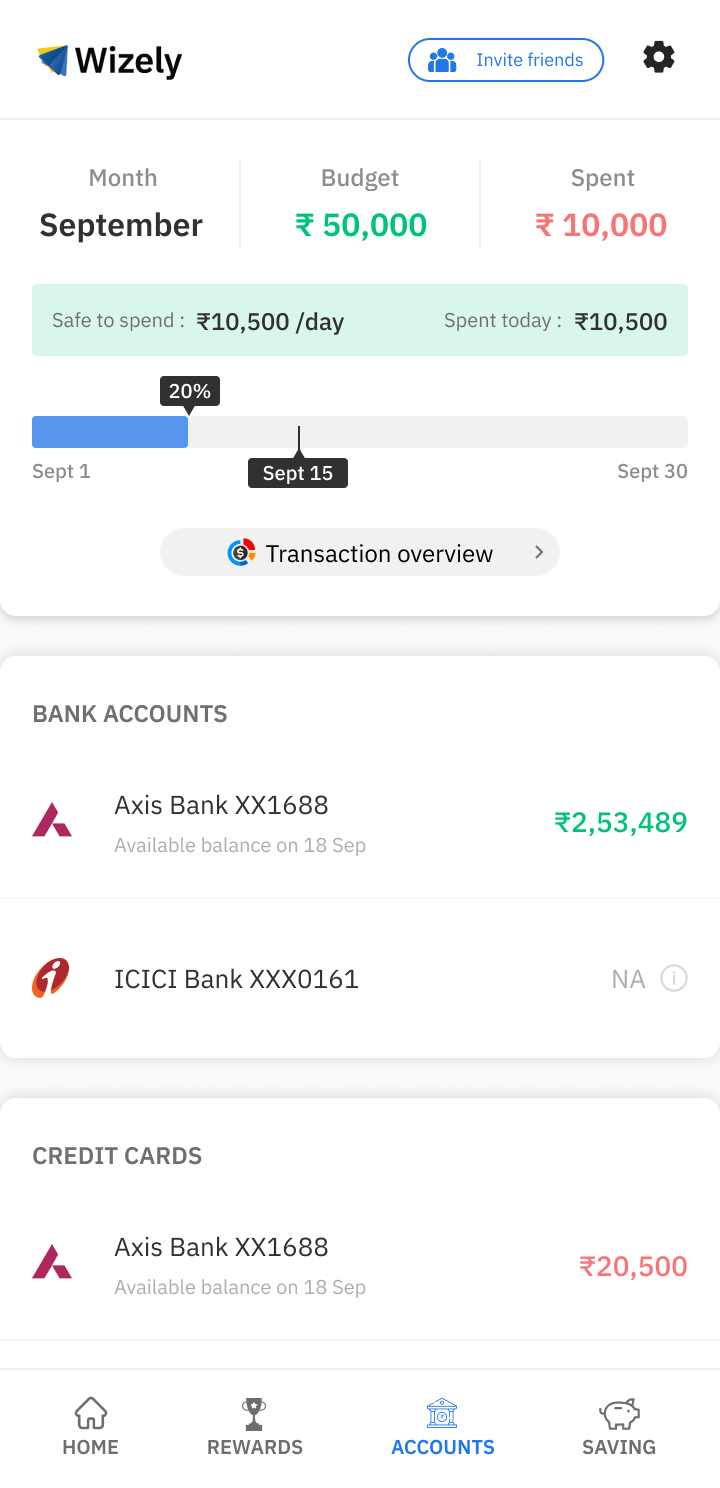 Wizely
Invite friends
Month
September
Budget
₹ 50,000
Spent
₹ 10,000
Safe to spend : ₹10,500 /day
Spent today : ₹10,500
20%
Sept 1
Sept 15
Sept 30
Transaction overview
BANK ACCOUNTS
Axis Bank XX1688
Available balance on 18 Sep
₹2,53,489
ICICI Bank XXX0161
NA
CREDIT CARDS
Axis Bank XX1688
Available balance on 18 Sep
₹20,500
HOME
REWARDS
ACCOUNTS
SAVING